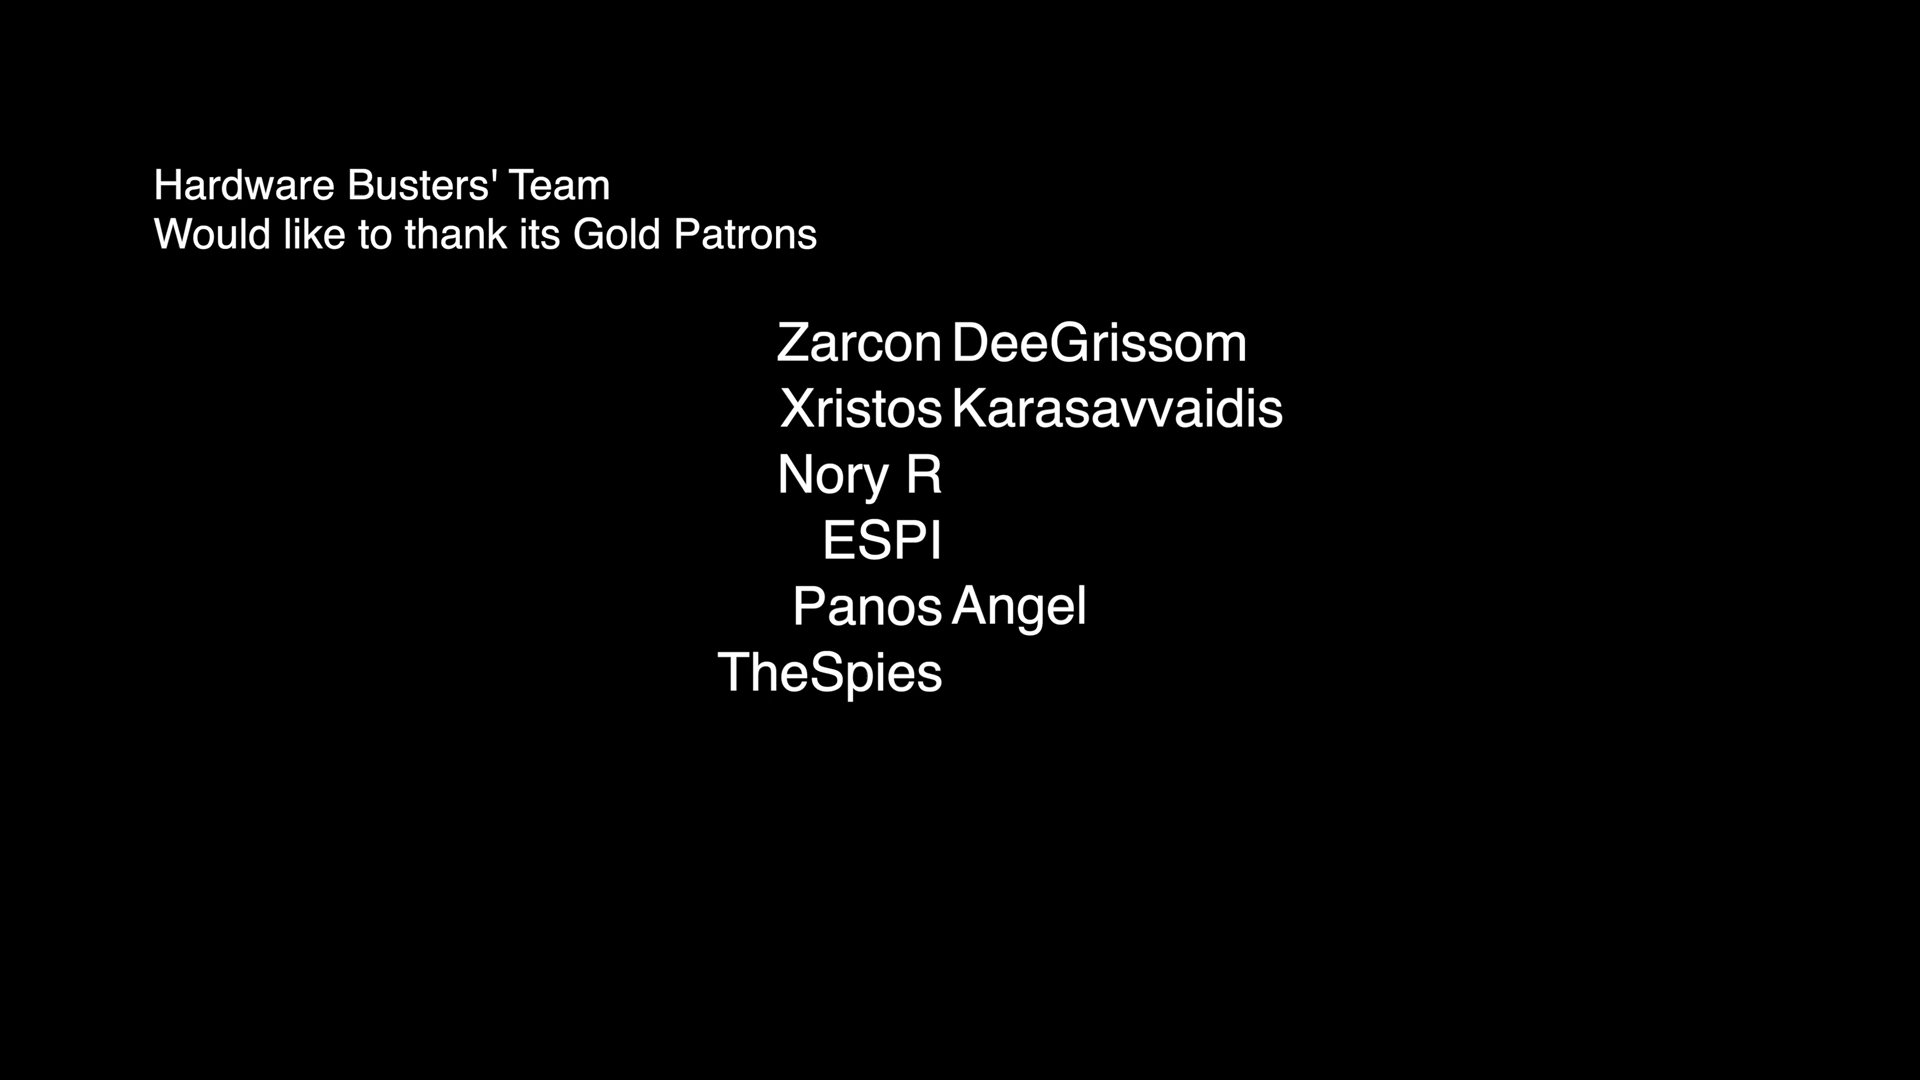 Hardware Busters' Team
Would like to thank its Gold Patrons
Zarcon DeeGrissom
Xristos Karasavvaidis
Nory R
ESPI
Panos Angel
TheSpies